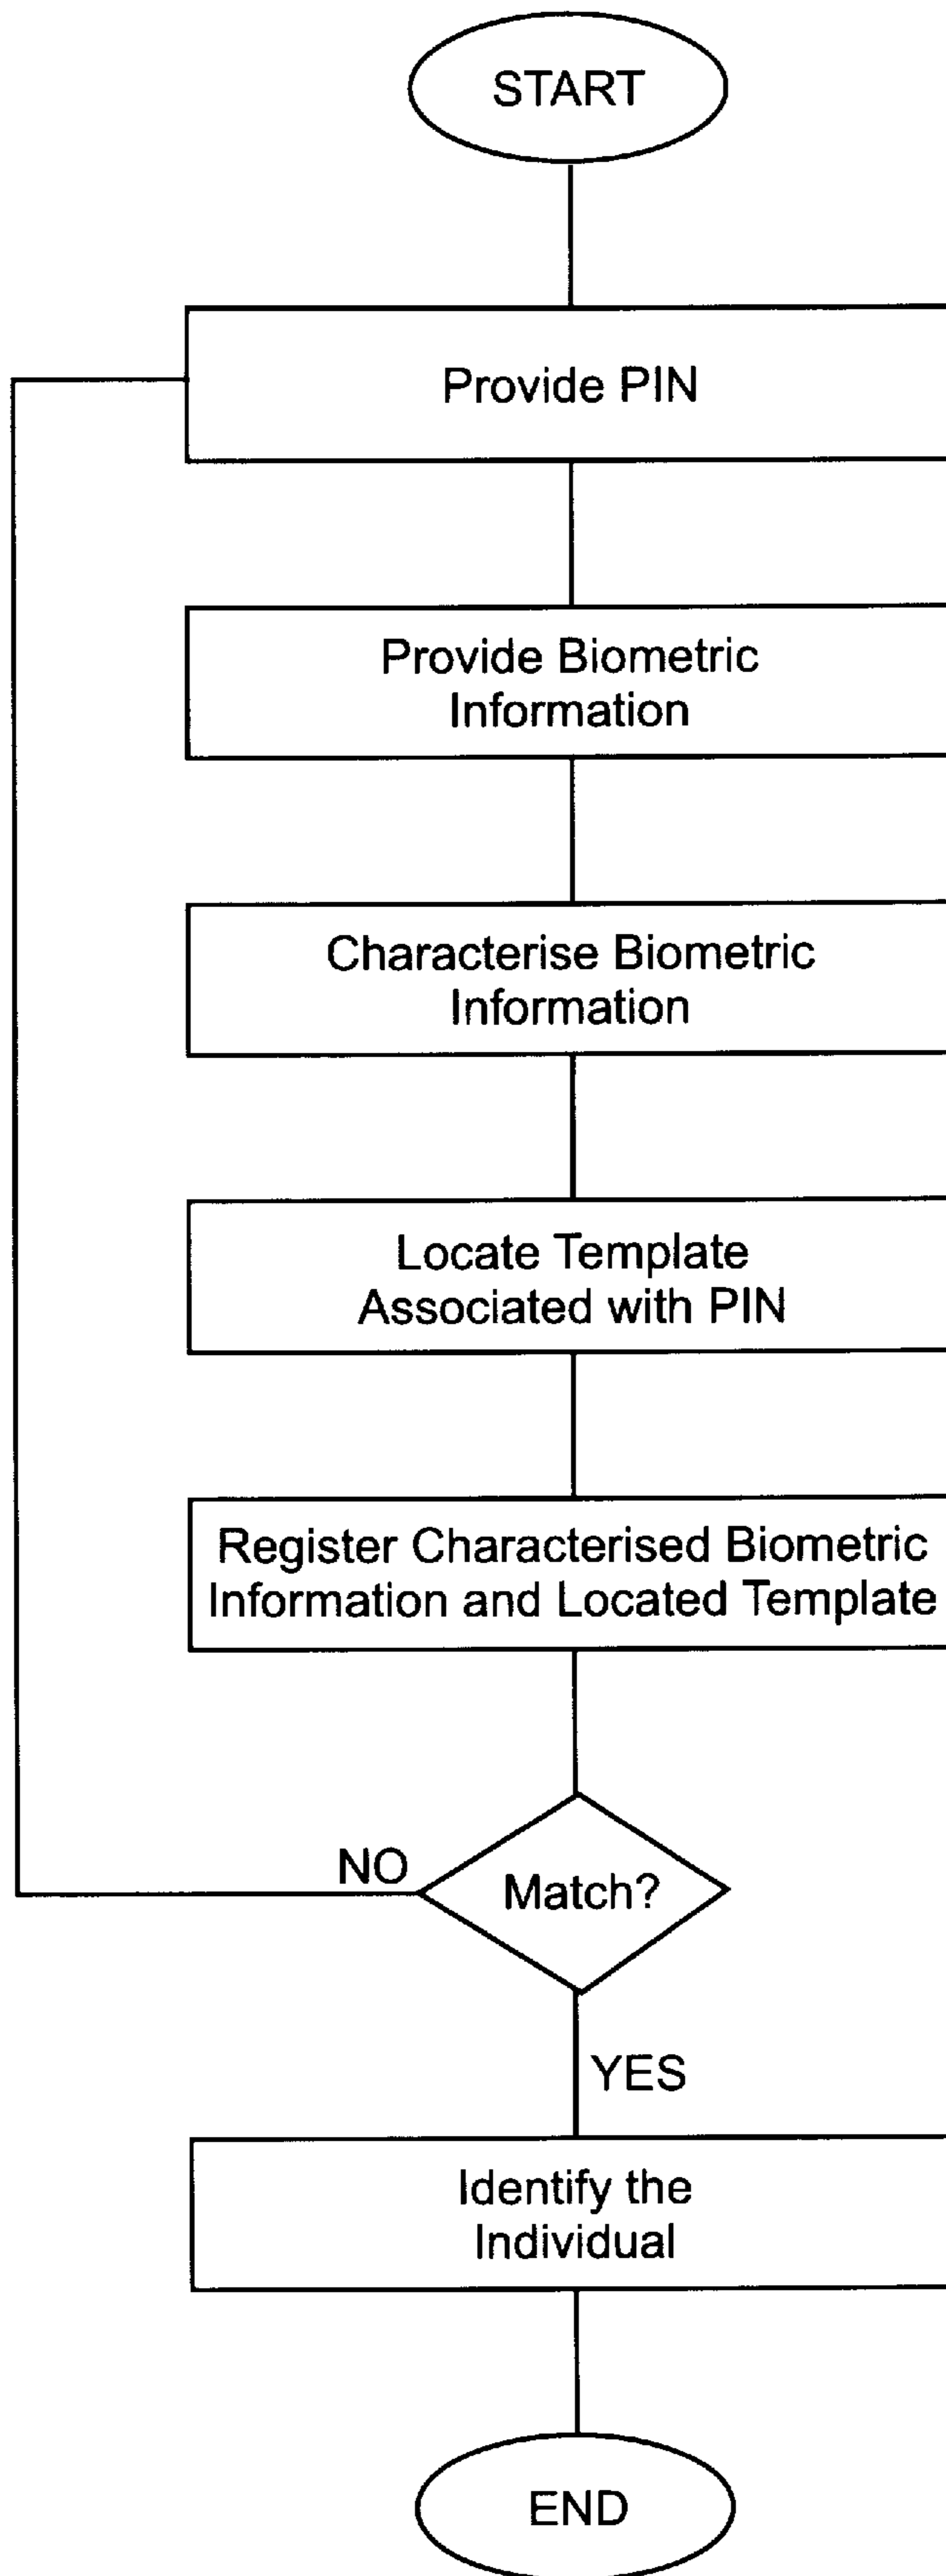 START
Provide PIN
Provide Biometric
Information
Characterise Biometric
Information
Locate Template
Associated with PIN
Register Characterised Biometric
Information and Located Template
NO
Match?
YES
Identify the
Individual
END